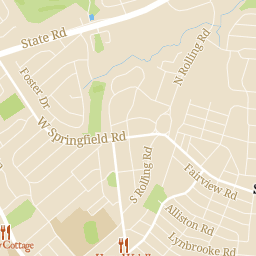 State Rd
N Rolling Rd
Foster Dr
W Springfield Rd
S Rolling Rd
Fairview Rd
Alliston Rd
Cottage
Lynbrooke Rd